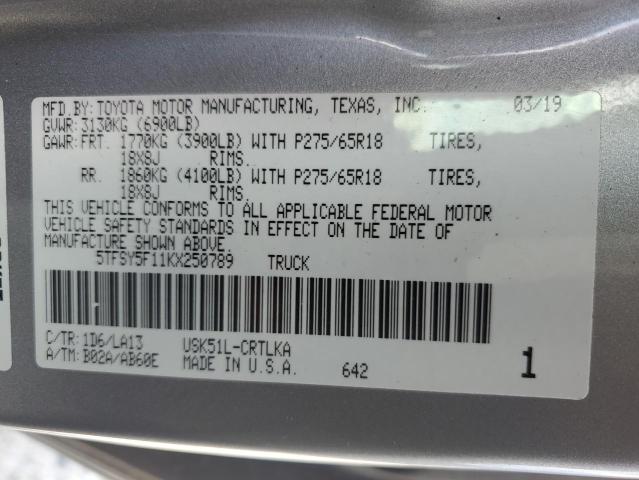 MFD.BY: TOYOTA MOTOR MANUFACTURING, TEXAS, INC. 03/19
GVWR: 3130KG (6900LB)
GAWR: FRT. 1770KG (3900LB) WITH P275/65R18 TIRES,
18X8J RIMS.
RR. 1860KG (4100LB) WITH P275/65R18 TIRES,
18X8J RIMS.
THIS VEHICLE CONFORMS TO ALL APPLICABLE FEDERAL MOTOR
VEHICLE SAFETY STANDARDS IN EFFECT ON THE DATE OF
MANUFACTURE SHOWN ABOVE.
5TFSY5F11KX250789 TRUCK
C/TR: 1D6/LA13 USK51L-CRTLKA
A/TM: B02A/AB60E MADE IN U.S.A. 642 1